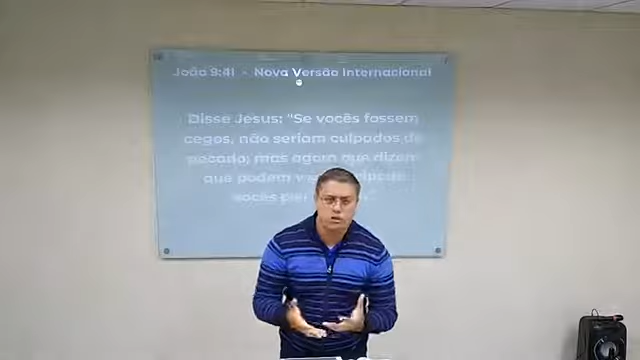 João 9:41 - Nova Versão Internacional
Disse Jesus: "Se vocês fossem
cegos, não seriam culpados de
pecado; mas agora que dizem
que podem
vocês